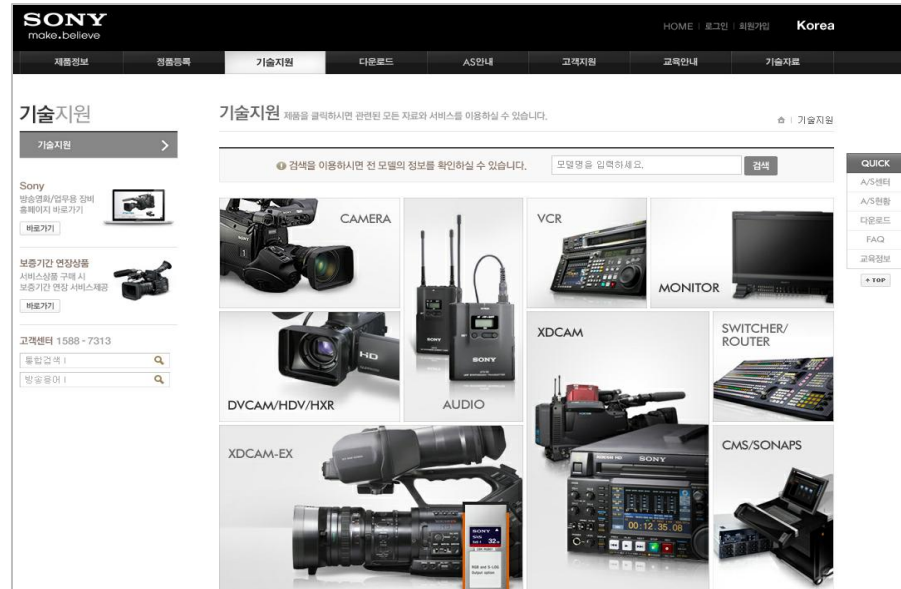 SONY
make.believe
HOME | 로그인 | 회원가입 Korea
제품정보 정품등록 기술지원 다운로드 AS안내 고객지원 교육안내 기술자료
기술지원
기술지원
Sony
방송영화/업무용 장비
홈페이지 바로가기
바로가기
보증기간 연장상품
서비스상품 구매 시
보증기간 연장 서비스제공
바로가기
고객센터 1588 - 7313
통합검색 |
방송용어 |
기술지원 제품을 클릭하시면 관련된 모든 자료와 서비스를 이용하실 수 있습니다.
| 기술지원
검색을 이용하시면 전 모델의 정보를 확인하실 수 있습니다. 모델명을 입력하세요. 검색
CAMERA
AUDIO
SONY
SONY
VCR
MONITOR
DVCAM/HDV/HXR
HD
XDCAM
SONY
00:12:35.08
SWITCHER/
ROUTER
XDCAM-EX
SONY
32
RGB and S-LOG
Output option
CMS/SONAPS
QUICK
A/S센터
A/S현황
다운로드
FAQ
교육정보
TOP